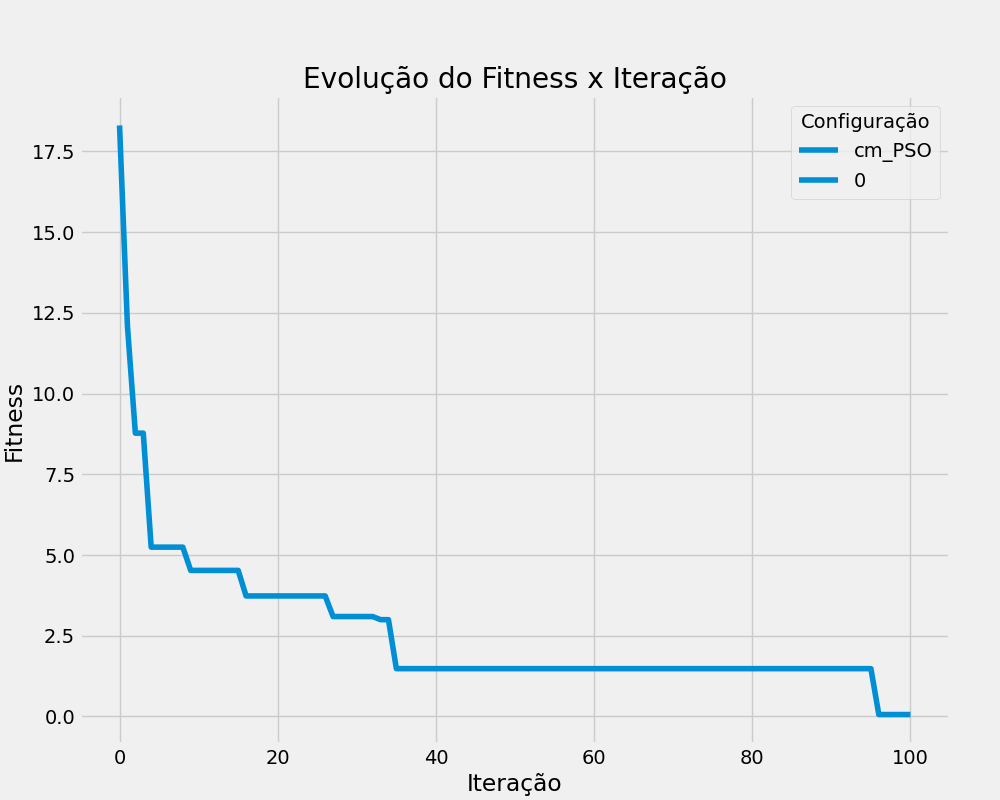 Evolução do Fitness x Iteração
Configuração
cm_PSO
0
Fitness
17.5
15.0
12.5
10.0
7.5
5.0
2.5
0.0
0 20 40 60 80 100
Iteração